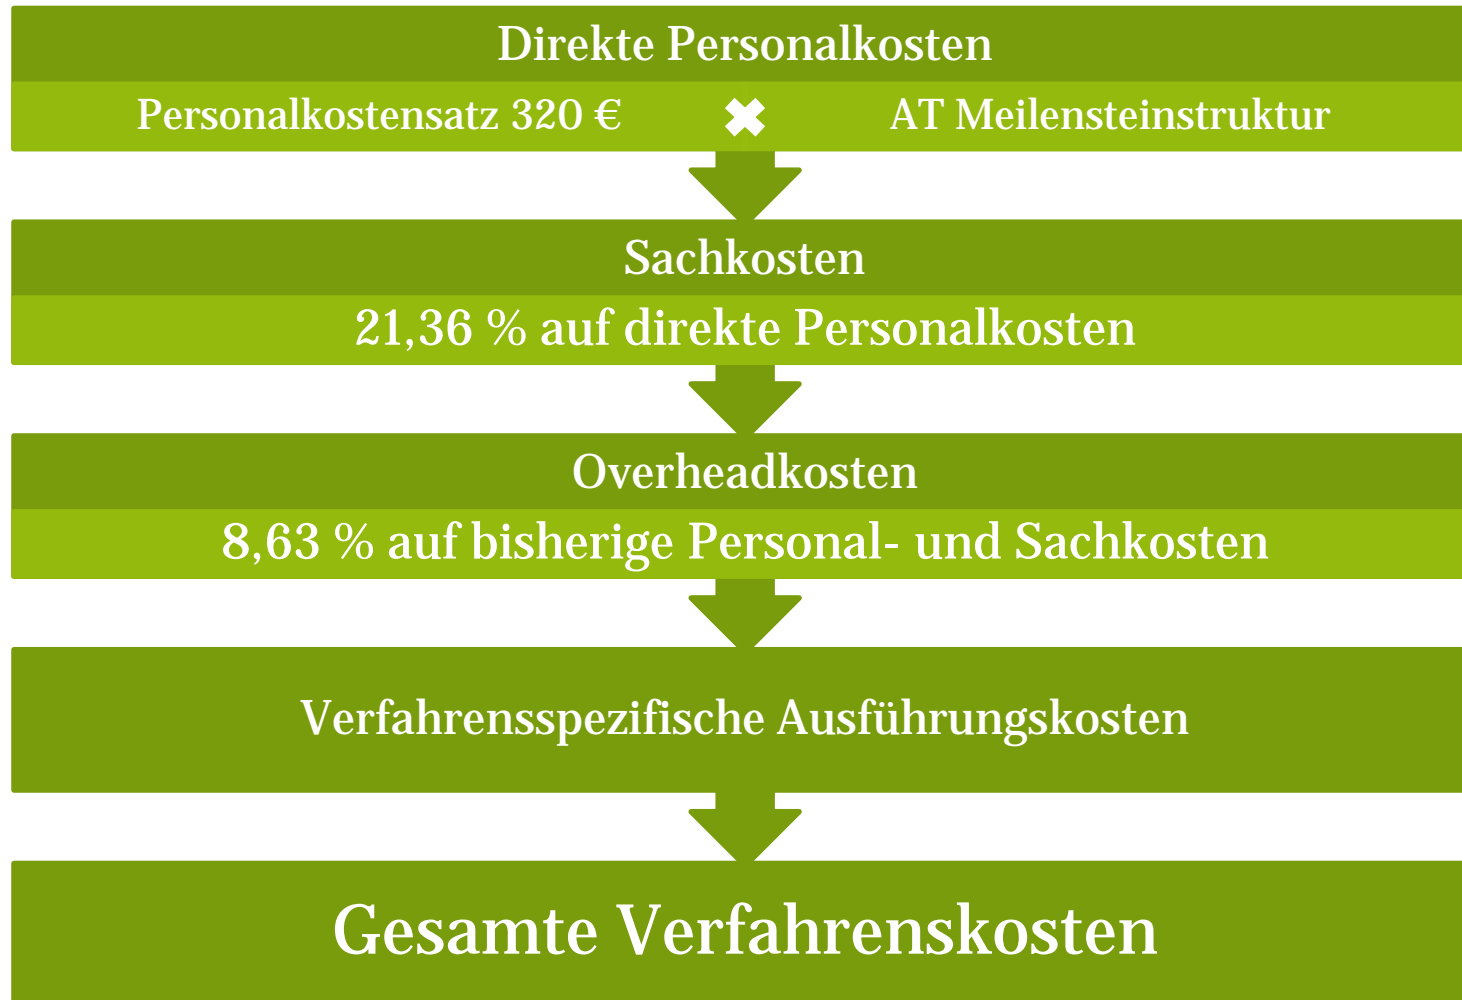 Direkte Personalkosten
Personalkostensatz 320 € ✖ AT Meilensteinstruktur
Sachkosten
21,36 % auf direkte Personalkosten
Overheadkosten
8,63 % auf bisherige Personal- und Sachkosten
Verfahrensspezifische Ausführungskosten
Gesamte Verfahrenskosten